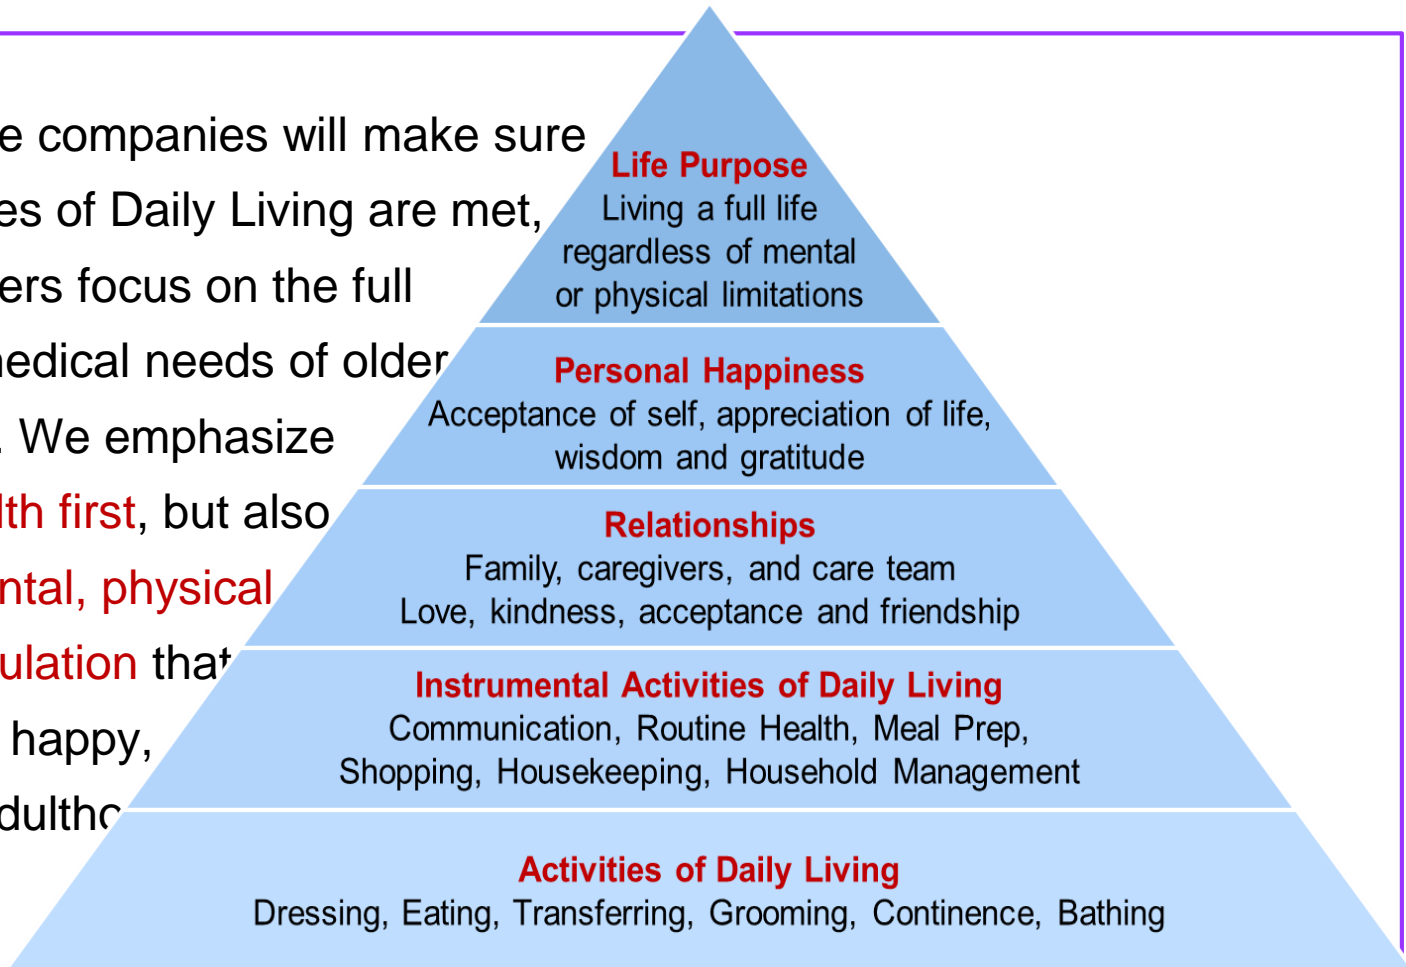 e companies will make sure
es of Daily Living are met,
ers focus on the full
medical needs of older
. We emphasize
lth first, but also
ntal, physical
ulation that
happy,
dultho
Life Purpose
Living a full life
regardless of mental
or physical limitations
Personal Happiness
Acceptance of self, appreciation of life,
wisdom and gratitude
Relationships
Family, caregivers, and care team
Love, kindness, acceptance and friendship
Instrumental Activities of Daily Living
Communication, Routine Health, Meal Prep,
Shopping, Housekeeping, Household Management
Activities of Daily Living
Dressing, Eating, Transferring, Grooming, Continence, Bathing